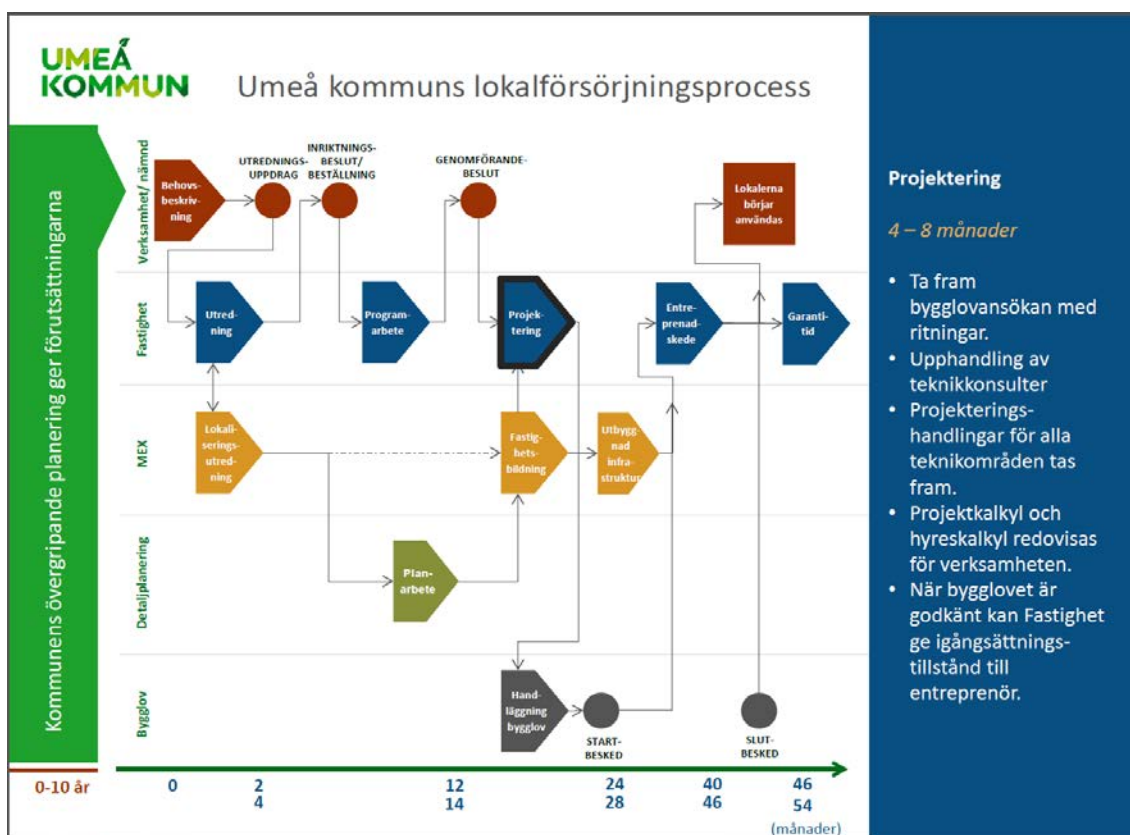 UMEÅ
KOMMUN
Umeå kommuns lokalförsörjningsprocess
Kommunens övergripande planering ger förutsättningarna
0-10 år
Verksamhet/ nämnd
Behovs-
beskriv-
ning
UTREDNINGS-
UPPDRAG
INRIKTNINGS-
BESLUT/
BESTÄLLNING
GENOMFÖRANDE-
BESLUT
Lokalerna
börjar
användas
Fastighet
Utred-
ning
Program-
arbete
Projek-
tering
Entre-
prenad-
skede
Garanti-
tid
MEX
Lokali-
serings-
utred-
ning
Fastig-
hets-
bildning
Utbygg-
nad
infra-
struktur
Detaljplanering
Plan-
arbete
Bygglov
Hand-
läggning
bygglov
START-
BESKED
SLUT-
BESKED
0 2 12 24 40 46
4 14 28 46 54
(månader)
Projektering
4 – 8 månader
• Ta fram
bygglovansökan med
ritningar.
• Upphandling av
teknikkonsulter
• Projekterings-
handlingar för alla
teknikområden tas
fram.
• Projektkalkyl och
hyreskalkyl redovisas
för verksamheten.
• När bygglovet är
godkänt kan Fastighet
ge igångsättnings-
tillstånd till
entreprenör.